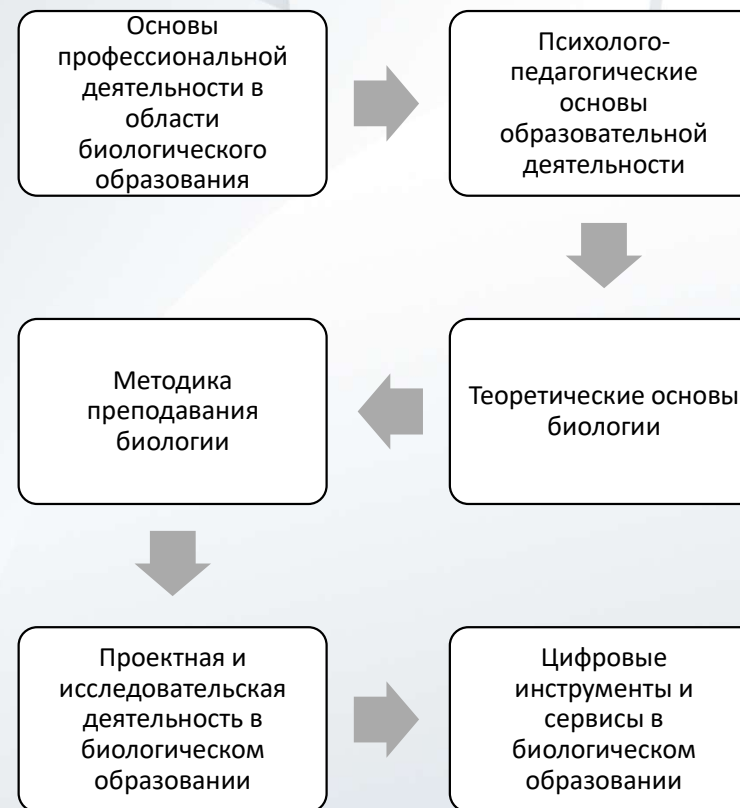 Основы
профессиональной
деятельности в
области
биологического
образования
Психолого-
педагогические
основы
образовательной
деятельности
Теоретические основы
биологии
Методика
преподавания
биологии
Проектная и
исследовательская
деятельность в
биологическом
образовании
Цифровые
инструменты и
сервисы в
биологическом
образовании